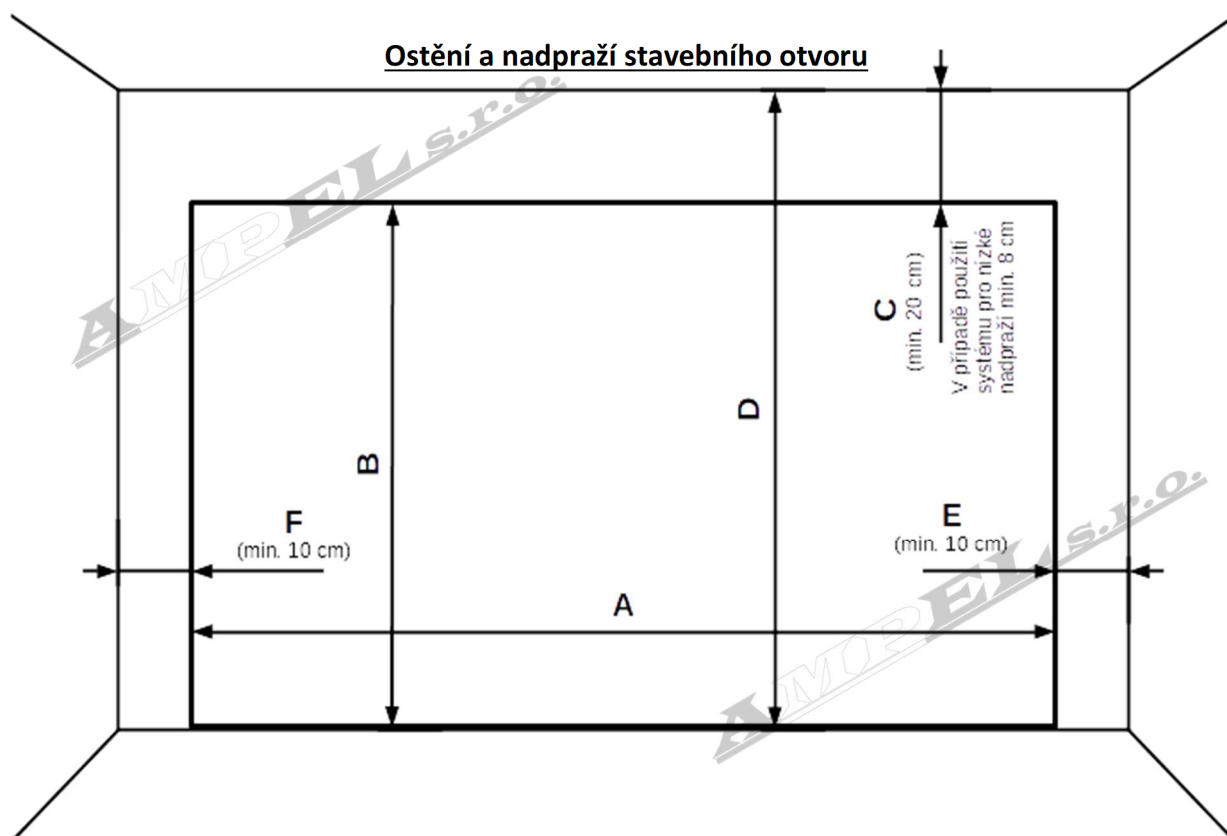 Ostění a nadpraží stavebního otvoru
AMPEL s.r.o.
C
(min. 20 cm)
V případě použití
systému pro nízké
nadpraží min. 8 cm
D
B
F
(min. 10 cm)
E
(min. 10 cm)
AMPEL s.r.o.
A